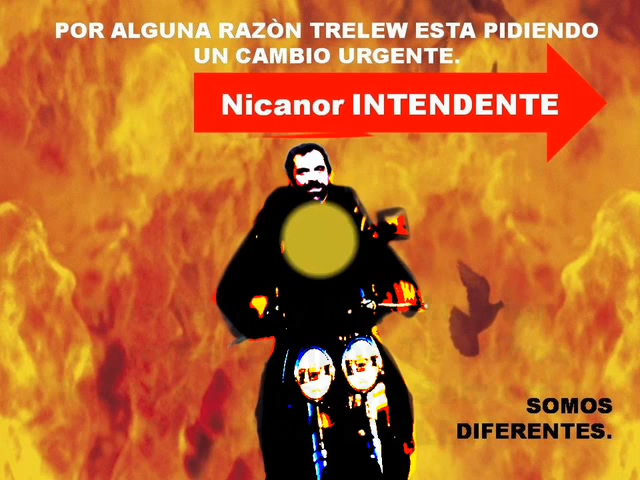 POR ALGUNA RAZÒN TRELEW ESTA PIDIENDO
UN CAMBIO URGENTE.
Nicanor INTENDENTE
SOMOS
DIFERENTES.